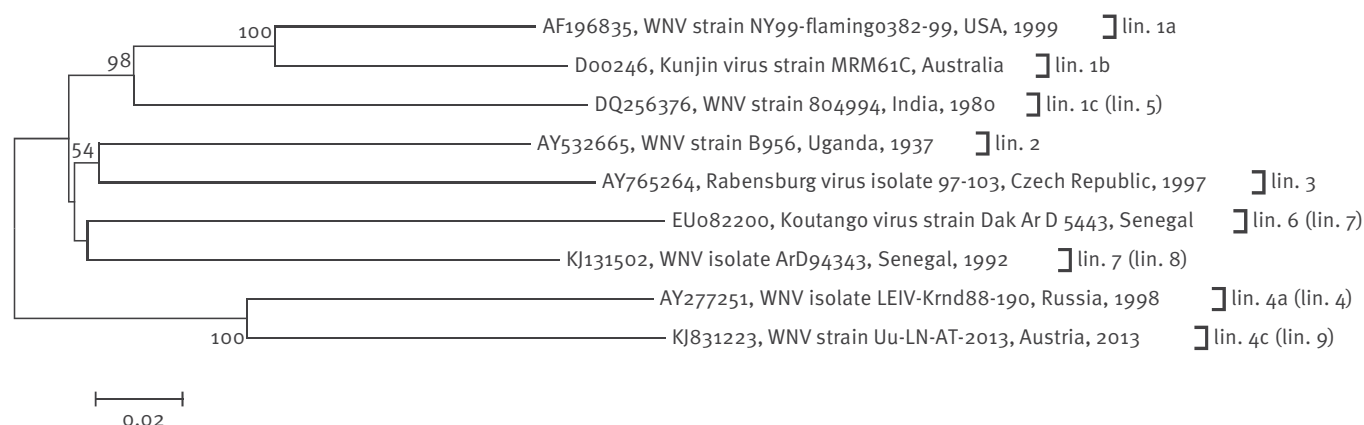 100 AF196835, WNV strain NY99-flamingo382-99, USA, 1999 lin. 1a
98 D00246, Kunjin virus strain MRM61C, Australia lin. 1b
DQ256376, WNV strain 804994, India, 1980 lin. 1c (lin. 5)
54 AY532665, WNV strain B956, Uganda, 1937 lin. 2
AY765264, Rabensburg virus isolate 97-103, Czech Republic, 1997 lin. 3
EU082200, Koutango virus strain Dak Ar D 5443, Senegal lin. 6 (lin. 7)
KJ131502, WNV isolate ArD94343, Senegal, 1992 lin. 7 (lin. 8)
AY277251, WNV isolate LEIV-Krnd88-190, Russia, 1998 lin. 4a (lin. 4)
100 KJ831223, WNV strain Uu-LN-AT-2013, Austria, 2013 lin. 4c (lin. 9)
0.02